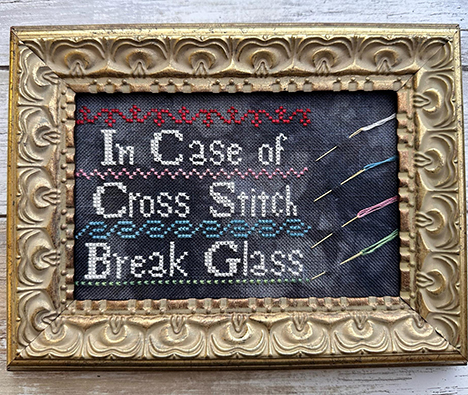 In Case of
Cross Stitch
Break Glass